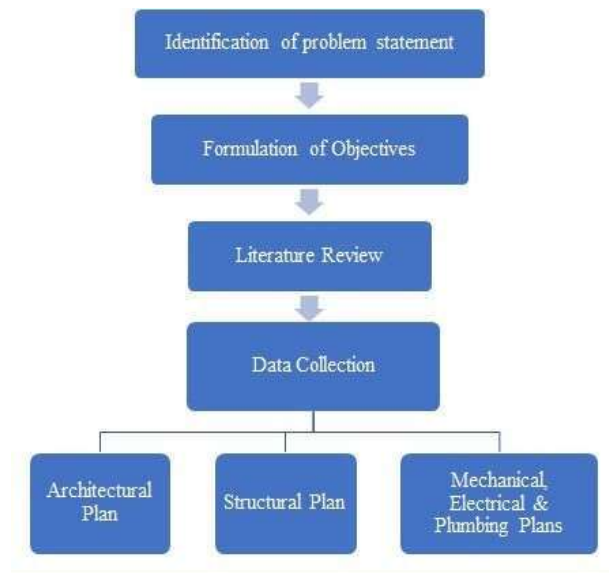 Identification of problem statement
Formulation of Objectives
Literature Review
Data Collection
Architectural
Plan
Structural Plan
Mechanical,
Electrical &
Plumbing Plans